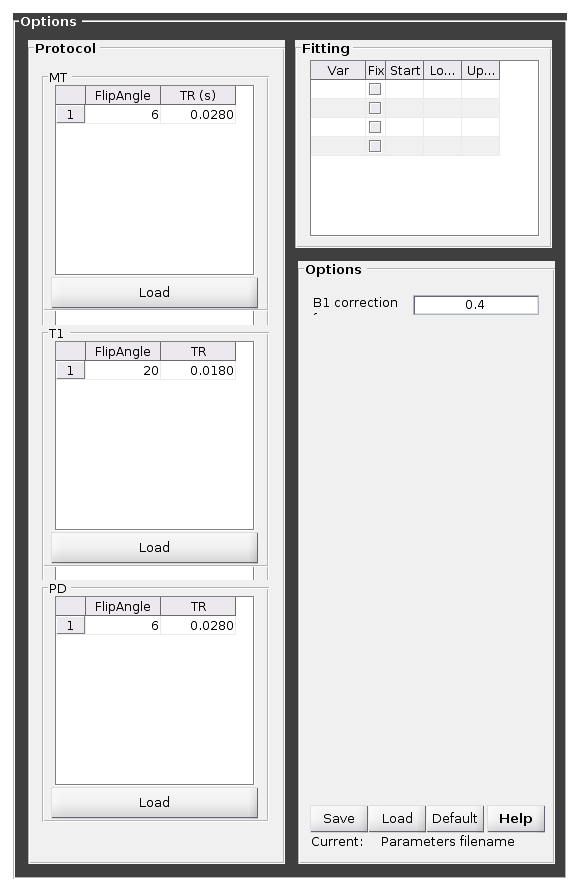 Options
Protocol
MT
FlipAngle TR (s)
1 6 0.0280
Load
T1
FlipAngle TR
1 20 0.0180
Load
PD
FlipAngle TR
1 6 0.0280
Load
Fitting
Var Fix Start Lo... Up...
Options
B1 correction 0.4
Save Load Default Help
Current: Parameters filename